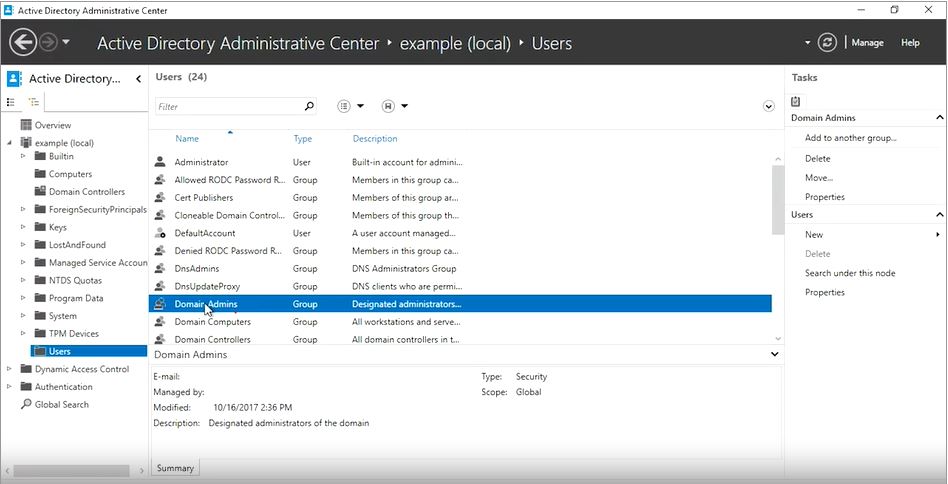 Active Directory Administrative Center
Active Directory Administrative Center • example (local) • Users
Manage
Help
Active Directory...
Overview
example (local)
Builtin
Computers
Domain Controllers
ForeignSecurityPrincipals
Keys
LostAndFound
Managed Service Accoun
NTDS Quotas
Program Data
System
TPM Devices
Users
Dynamic Access Control
Authentication
Global Search
Users (24)
Filter
Name Type Description
Administrator User Built-in account for admini...
Allowed RODC Password R... Group Members in this group ca...
Cert Publishers Group Members of this group ar...
Cloneable Domain Control... Group Members of this group th...
DefaultAccount User A user account managed...
Denied RODC Password R... Group Members in this group ca...
DnsAdmins Group DNS Administrators Group
DnsUpdateProxy Group DNS clients who are permi...
Domain Admins Group Designated administrators...
Domain Computers Group All workstations and serve...
Domain Controllers Group All domain controllers in t...
Domain Admins
E-mail:
Managed by:
Modified: 10/16/2017 2:36 PM
Description: Designated administrators of the domain
Type: Security
Scope: Global
Summary
Tasks
Domain Admins
Add to another group...
Delete
Move...
Properties
Users
New
Delete
Search under this node
Properties